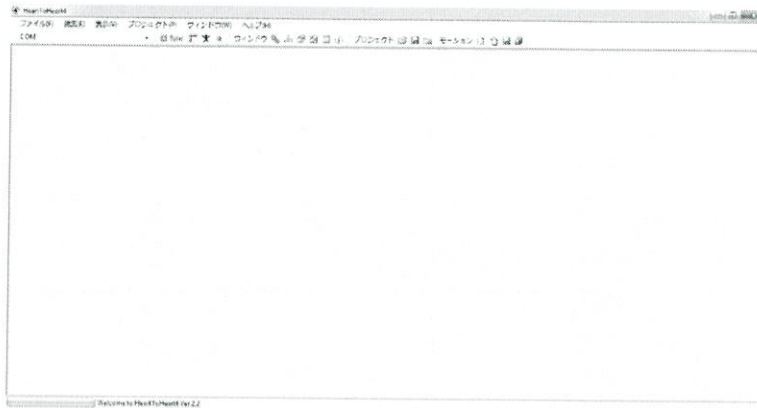 HeartToHeart4
ファイル(F) 編集(E) 表示(V) プロジェクト(P) ウィンドウ(W) ヘルプ(H)
COM Sync ウィンドウ プロジェクト モーション
Welcome to HeartToHeart4 Ver.2.2